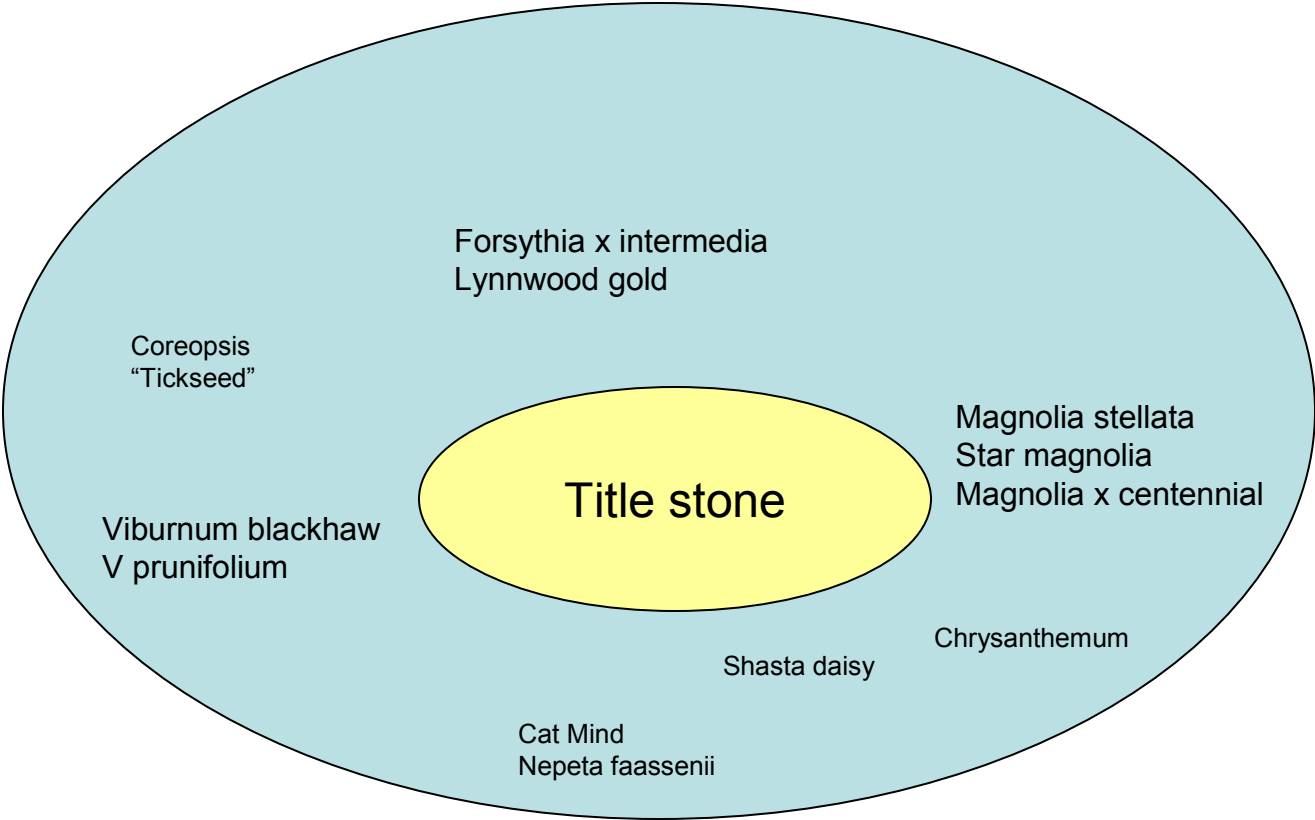 Forsythia x intermedia
Lynnwood gold
Coreopsis
“Tickseed”
Magnolia stellata
Star magnolia
Magnolia x centennial
Title stone
Viburnum blackhaw
V prunifolium
Chrysanthemum
Shasta daisy
Cat Mind
Nepeta faassenii